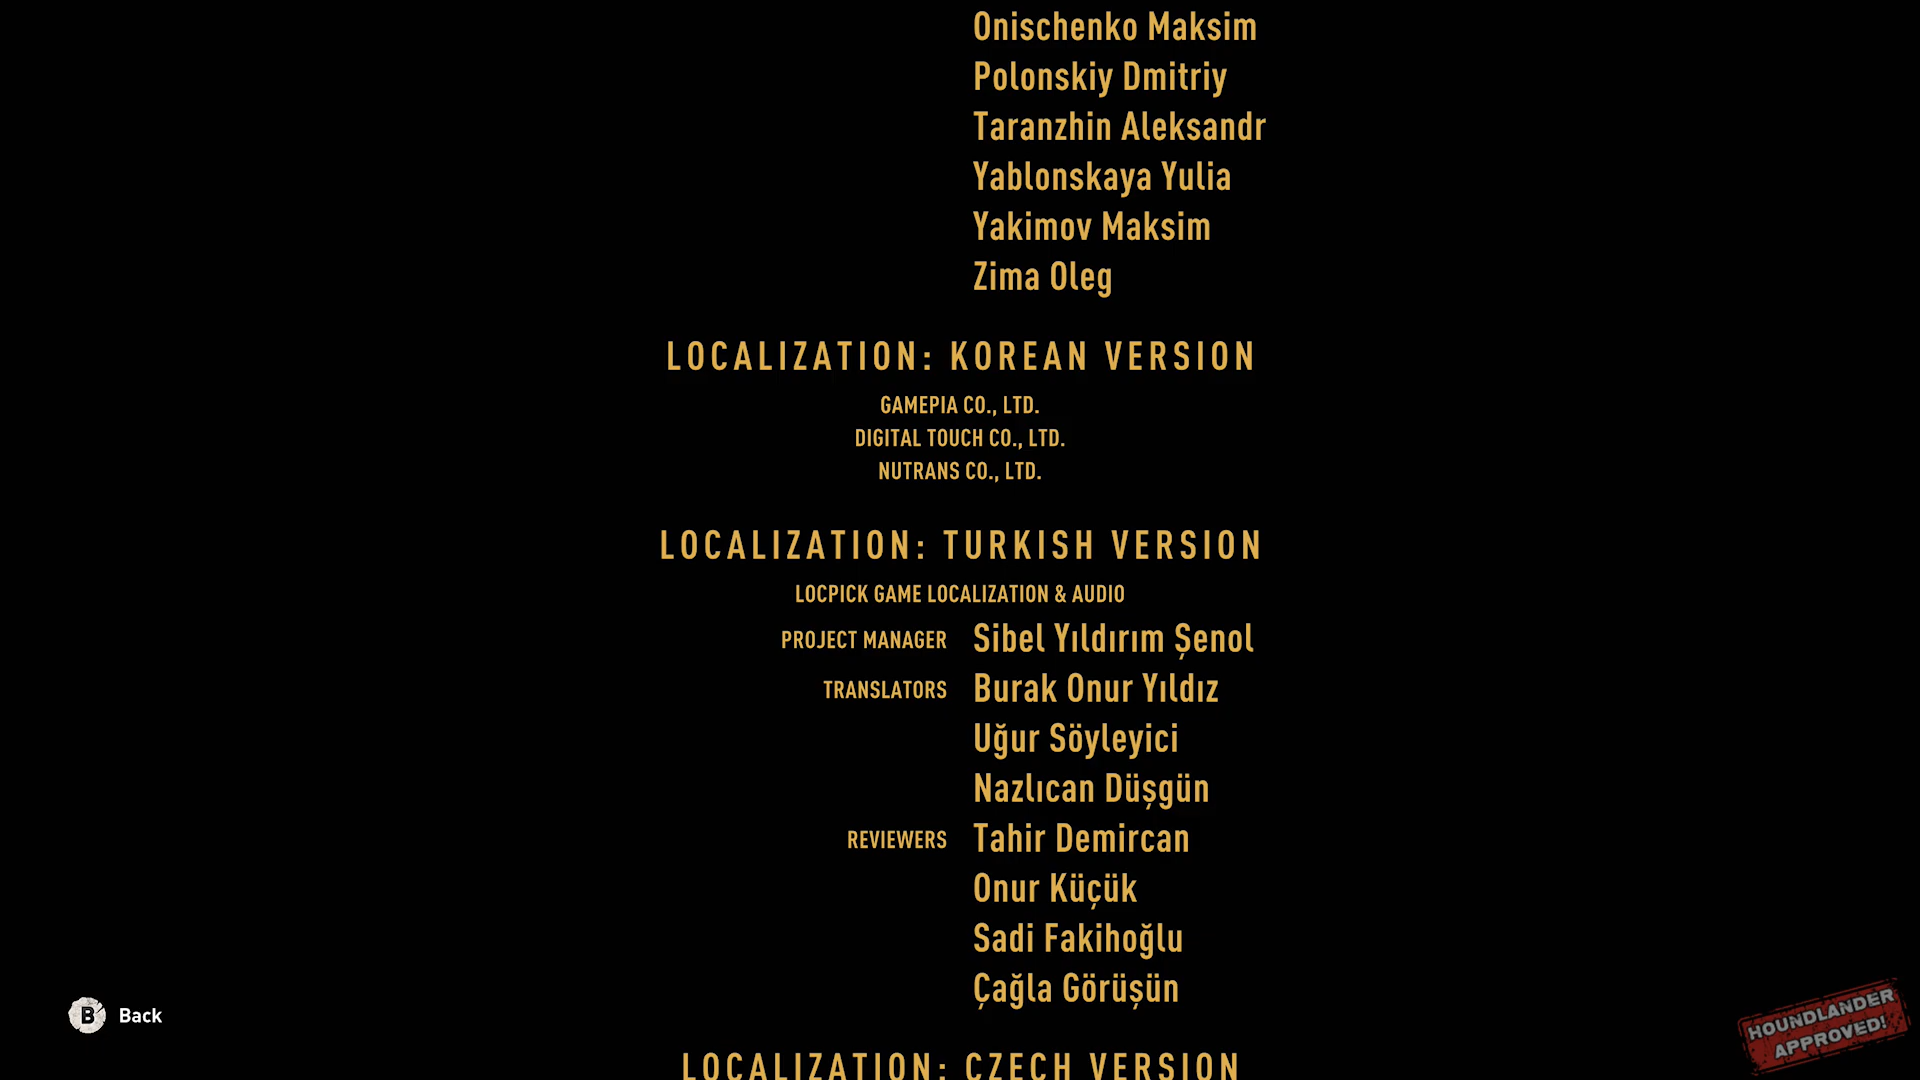 Onischenko Maksim
Polonskiy Dmitriy
Taranzhin Aleksandr
Yablonskaya Yulia
Yakimov Maksim
Zima Oleg
LOCALIZATION: KOREAN VERSION
GAMEPIA CO., LTD.
DIGITAL TOUCH CO., LTD.
NUTRANS CO., LTD.
LOCALIZATION: TURKISH VERSION
LOCPICK GAME LOCALIZATION & AUDIO
PROJECT MANAGER Sibel Yıldırım Şenol
TRANSLATORS Burak Onur Yıldız
Uğur Söyleyici
Nazlıcan Düşgün
REVIEWERS Tahir Demircan
Onur Küçük
Sadi Fakihoğlu
Çağla Görüşün
B Back
HOUNDLANDER
APPROVED!
LOCALIZATION: CZECH VERSION